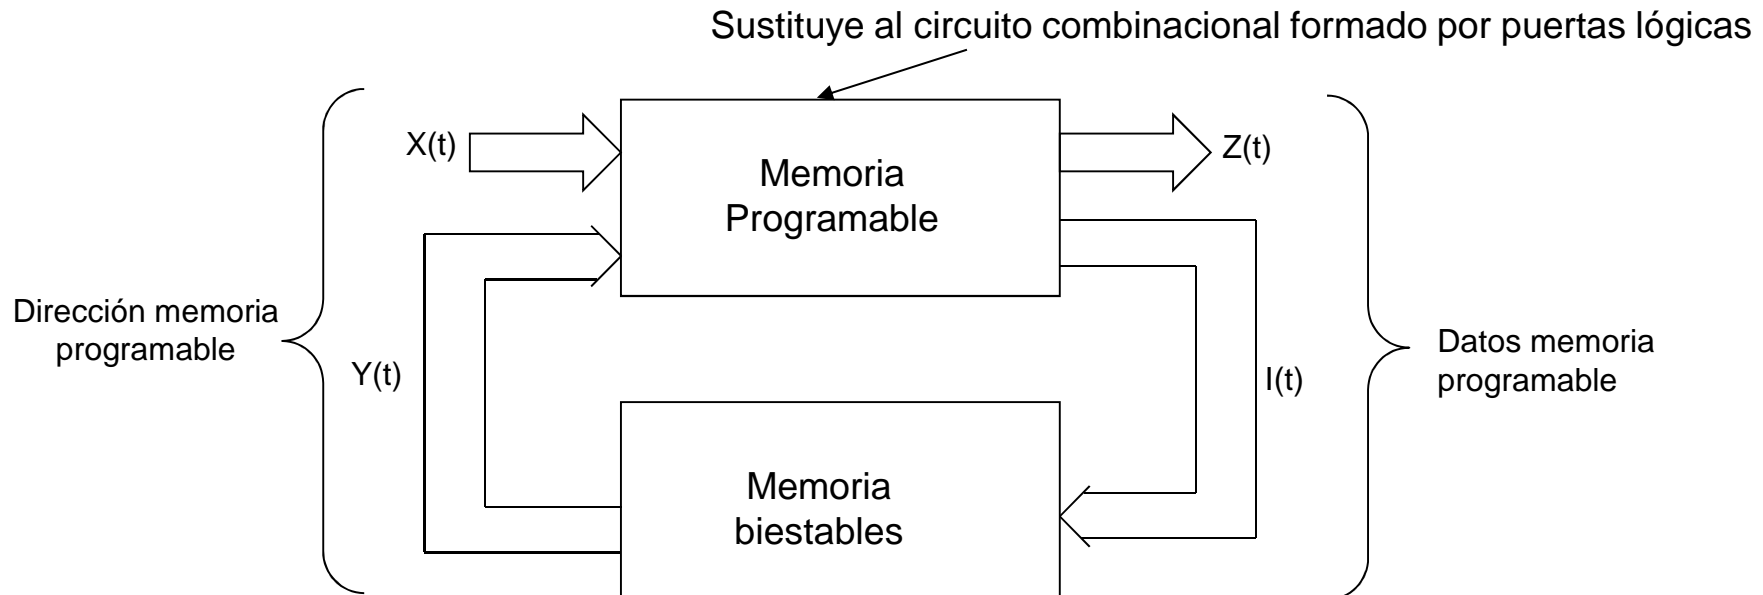 Sustituye al circuito combinacional formado por puertas lógicas
X(t)
Memoria
Programable
Z(t)
Dirección memoria
programable
Y(t)
I(t)
Datos memoria
programable
Memoria
biestables